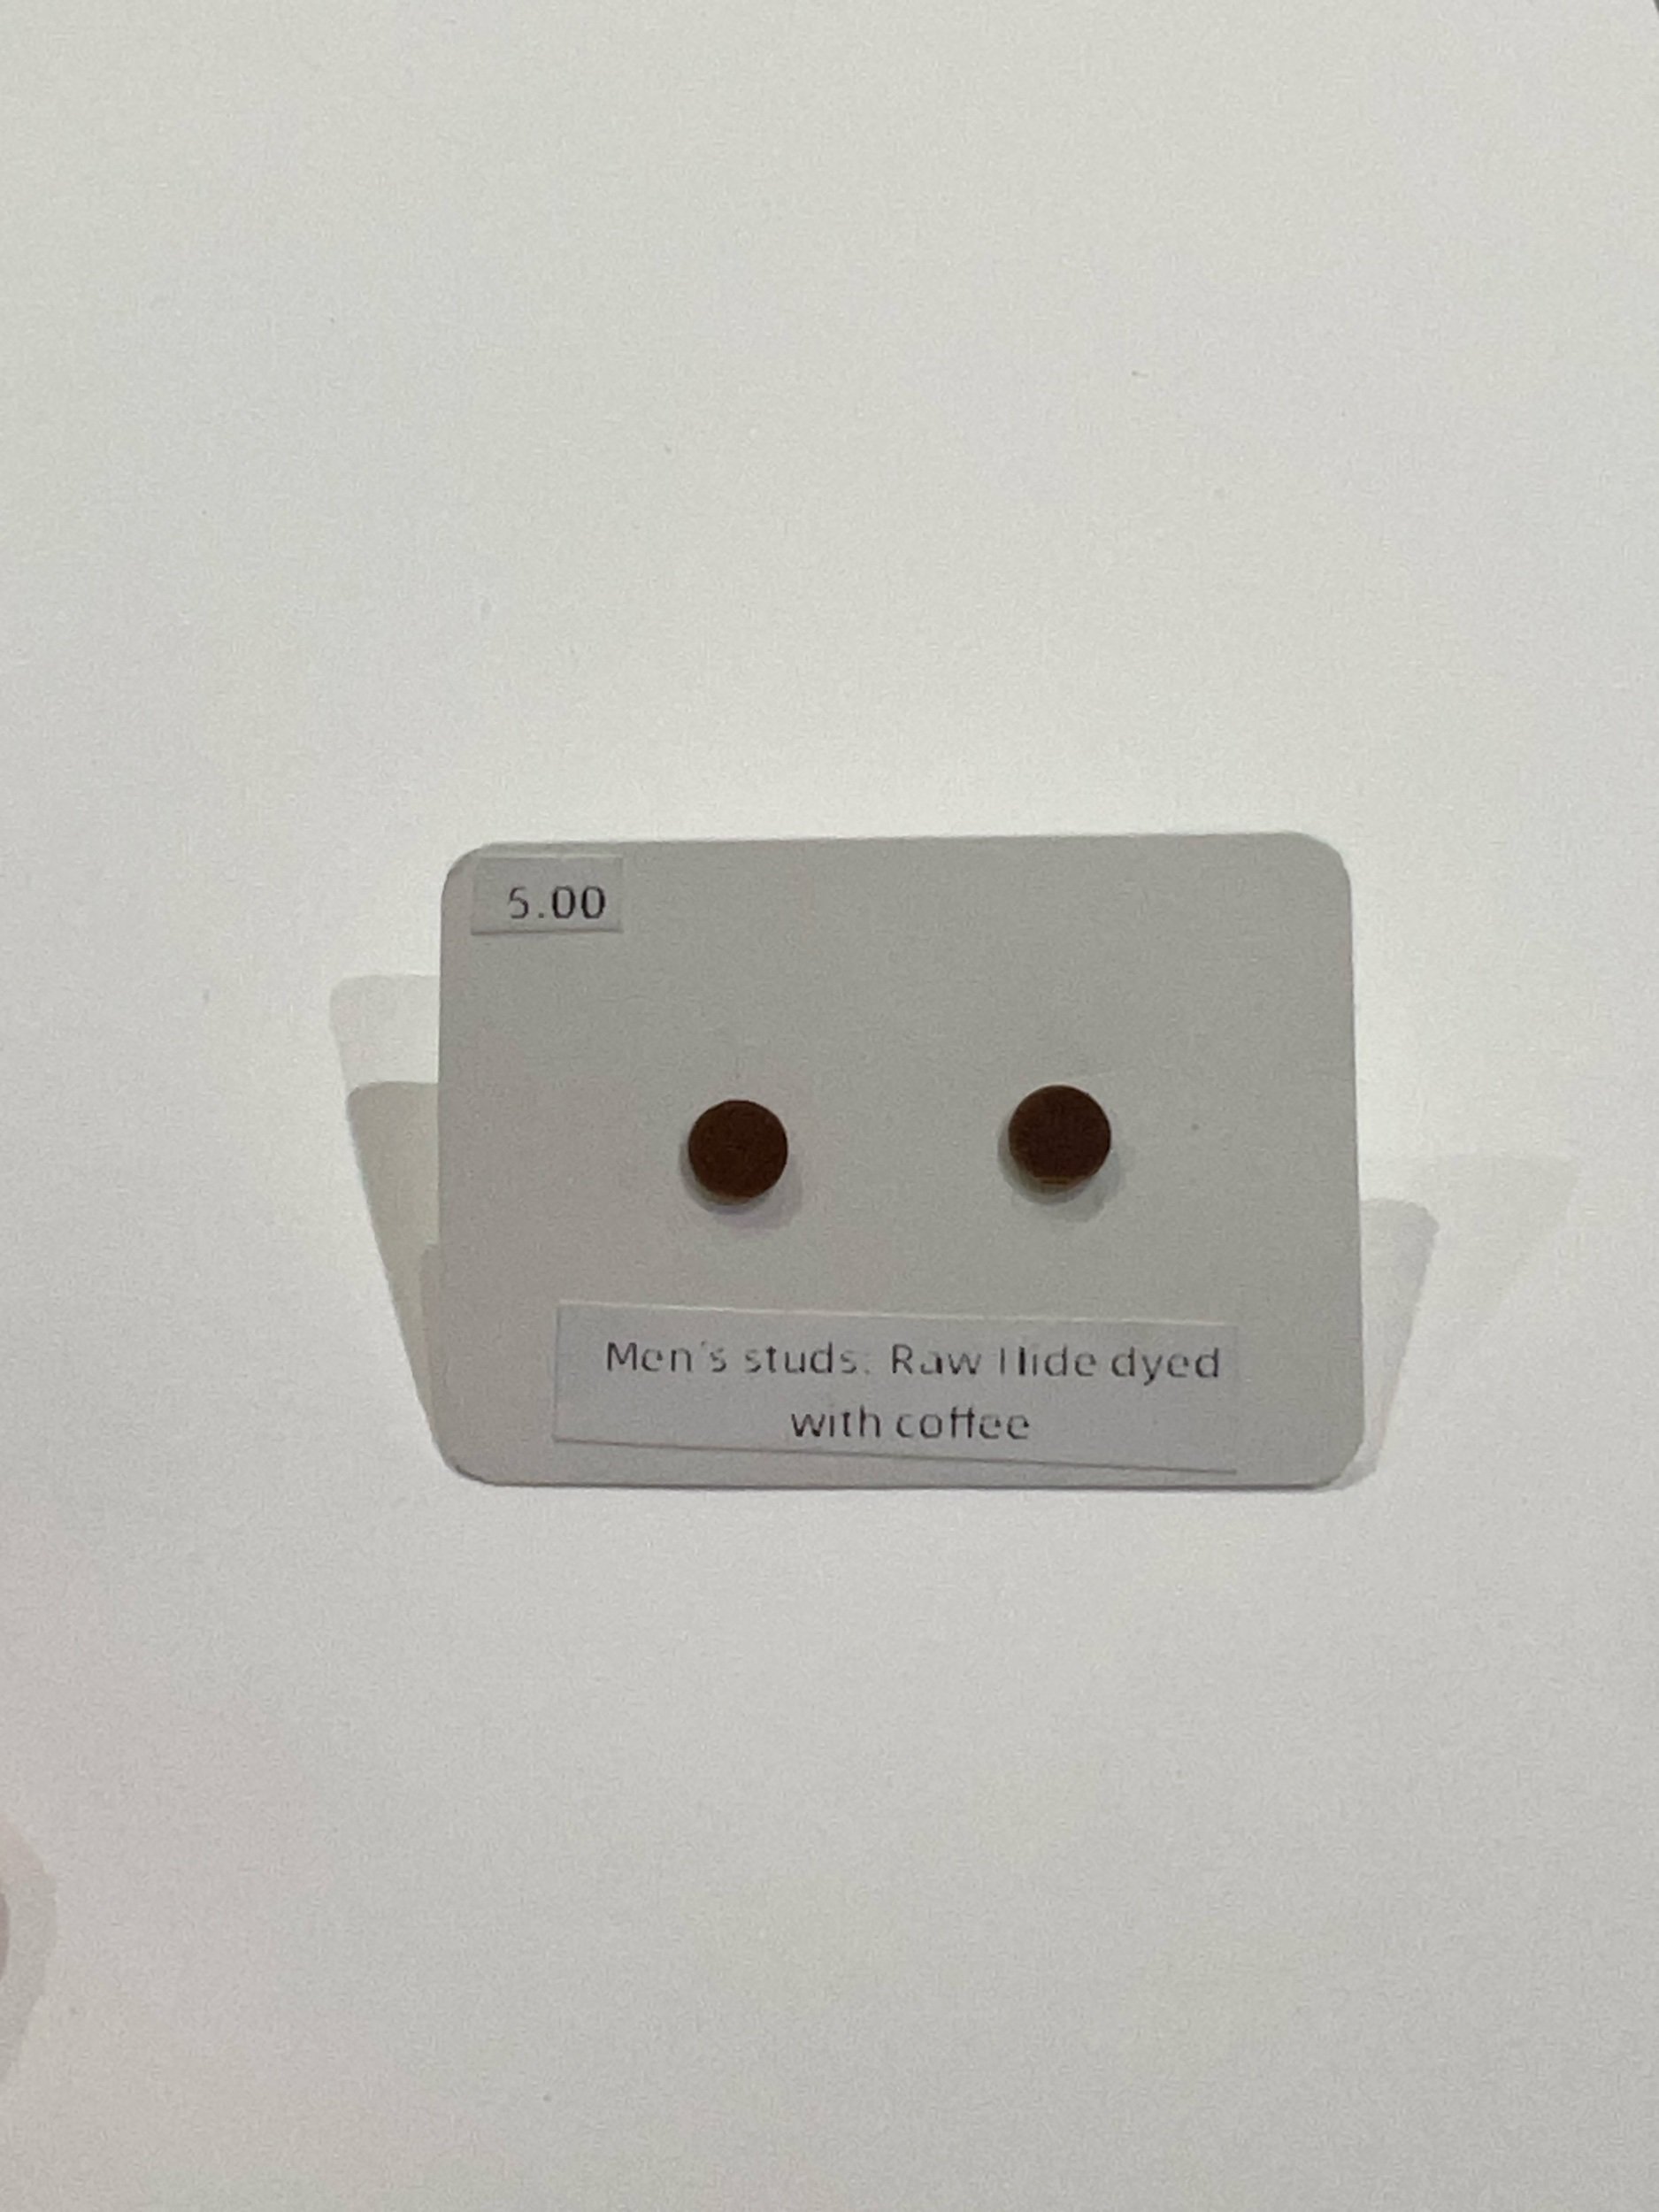 5.00
Men's studs: Raw Hide dyed
with coffee